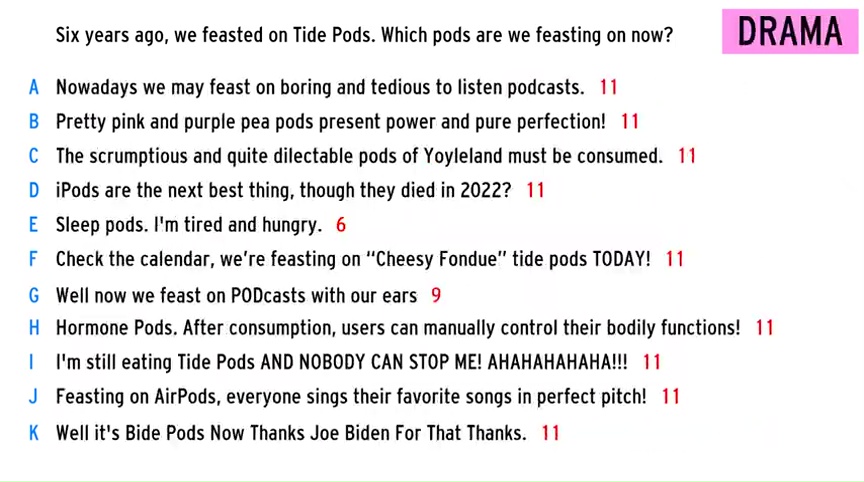 Six years ago, we feasted on Tide Pods. Which pods are we feasting on now?
DRAMA
A Nowadays we may feast on boring and tedious to listen podcasts. 11
B Pretty pink and purple pea pods present power and pure perfection! 11
C The scrumptious and quite dilectable pods of Yoyleland must be consumed. 11
D iPods are the next best thing, though they died in 2022? 11
E Sleep pods. I'm tired and hungry. 6
F Check the calendar, we're feasting on “Cheesy Fondue” tide pods TODAY! 11
G Well now we feast on PODcasts with our ears 9
H Hormone Pods. After consumption, users can manually control their bodily functions! 11
I I'm still eating Tide Pods AND NOBODY CAN STOP ME! AHAHAHAHAHA!!! 11
J Feasting on AirPods, everyone sings their favorite songs in perfect pitch! 11
K Well it's Bide Pods Now Thanks Joe Biden For That Thanks. 11